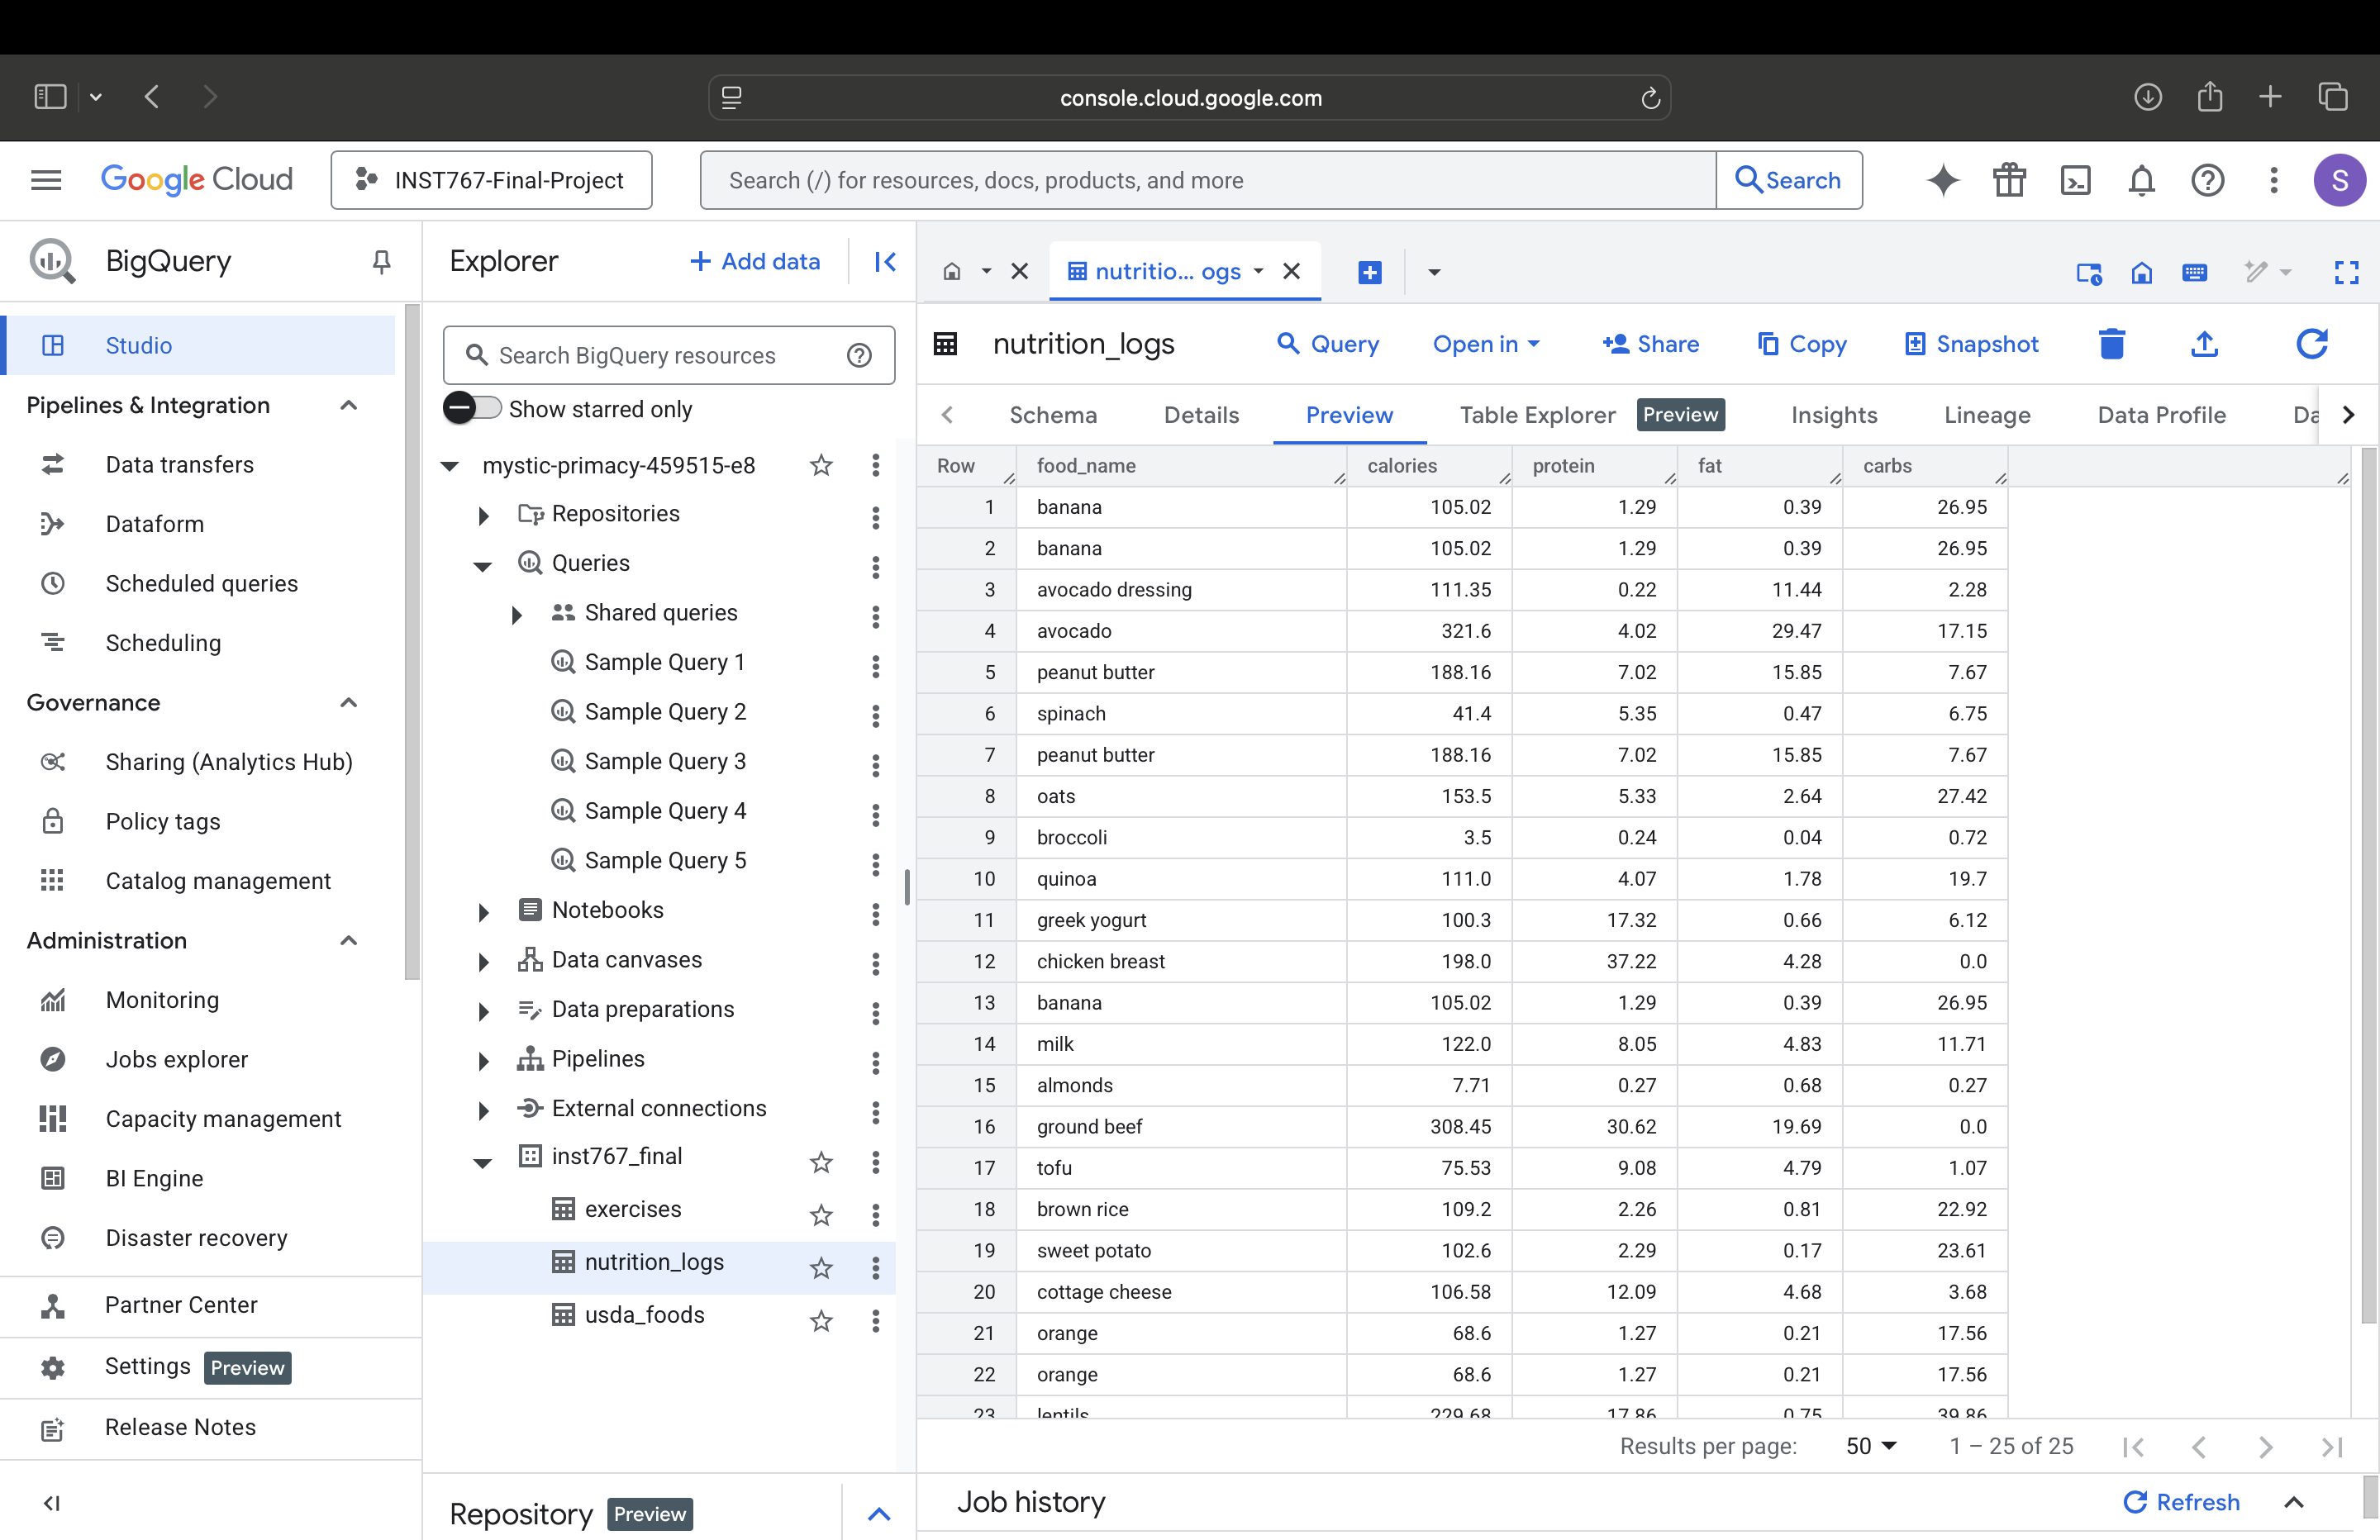 console.cloud.google.com
Google Cloud
INST767-Final-Project
Search (/) for resources, docs, products, and more
Search
S
BigQuery
Studio
Pipelines & Integration
Data transfers
Dataform
Scheduled queries
Scheduling
Governance
Sharing (Analytics Hub)
Policy tags
Catalog management
Administration
Monitoring
Jobs explorer
Capacity management
BI Engine
Disaster recovery
Partner Center
Settings Preview
Release Notes
Explorer
+ Add data
Search BigQuery resources
Show starred only
mystic-primacy-459515-e8
Repositories
Queries
Shared queries
Sample Query 1
Sample Query 2
Sample Query 3
Sample Query 4
Sample Query 5
Notebooks
Data canvases
Data preparations
Pipelines
External connections
inst767_final
exercises
nutrition_logs
usda_foods
Repository Preview
nutritio... ogs
nutrition_logs Query Open in Share Copy Snapshot
Schema Details Preview Table Explorer Preview Insights Lineage Data Profile Da
Row food_name calories protein fat carbs
1 banana 105.02 1.29 0.39 26.95
2 banana 105.02 1.29 0.39 26.95
3 avocado dressing 111.35 0.22 11.44 2.28
4 avocado 321.6 4.02 29.47 17.15
5 peanut butter 188.16 7.02 15.85 7.67
6 spinach 41.4 5.35 0.47 6.75
7 peanut butter 188.16 7.02 15.85 7.67
8 oats 153.5 5.33 2.64 27.42
9 broccoli 3.5 0.24 0.04 0.72
10 quinoa 111.0 4.07 1.78 19.7
11 greek yogurt 100.3 17.32 0.66 6.12
12 chicken breast 198.0 37.22 4.28 0.0
13 banana 105.02 1.29 0.39 26.95
14 milk 122.0 8.05 4.83 11.71
15 almonds 7.71 0.27 0.68 0.27
16 ground beef 308.45 30.62 19.69 0.0
17 tofu 75.53 9.08 4.79 1.07
18 brown rice 109.2 2.26 0.81 22.92
19 sweet potato 102.6 2.29 0.17 23.61
20 cottage cheese 106.58 12.09 4.68 3.68
21 orange 68.6 1.27 0.21 17.56
22 orange 68.6 1.27 0.21 17.56
23 lentils 229.68 17.86 0.75 39.86
Results per page: 50 1 – 25 of 25
Job history Refresh